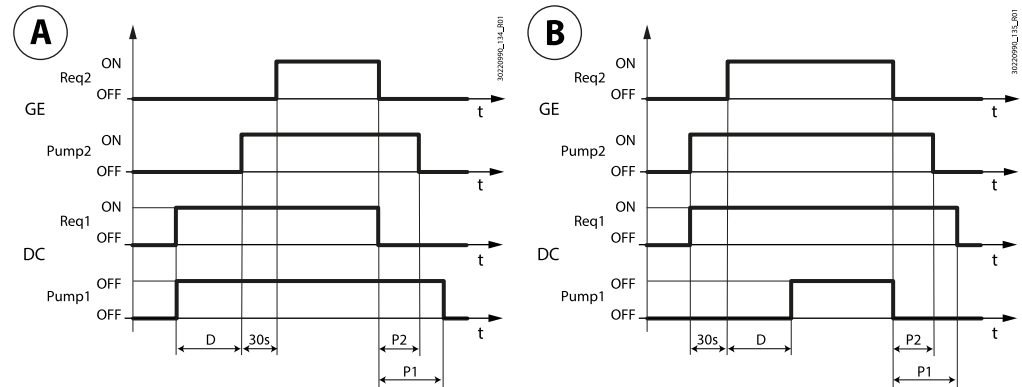 A
30220990_134_R01
GE
Req2
ON
OFF
t
Pump2
ON
OFF
t
DC
Req1
ON
OFF
t
Pump1
OFF
OFF
t
D
30s
P2
P1
B
30220990_135_R01
GE
Req2
ON
OFF
t
Pump2
ON
OFF
t
DC
Req1
ON
OFF
t
Pump1
OFF
OFF
t
30s
D
P2
P1